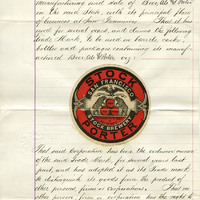 manufacturing and sale of Beer Ale & Porter
in the said State, with its principal place
of business at San Francisco. That it has
used for several years, and claims the following
Trade Mark, to be used on barrels, casks,
bottles and packages containing its manu-
factured Beer Ale & Porter viz:
STOCK
SAN FRANCISCO
STOCK BREWERY
PORTER
That said Corporation has been the exclusive owner
of the said Trade Mark, for several years last
past, and has adopted it as its Trade mark
to distinguish its goods from the product of
other persons firms or corporations. That no
other person firm or corporation has the right to